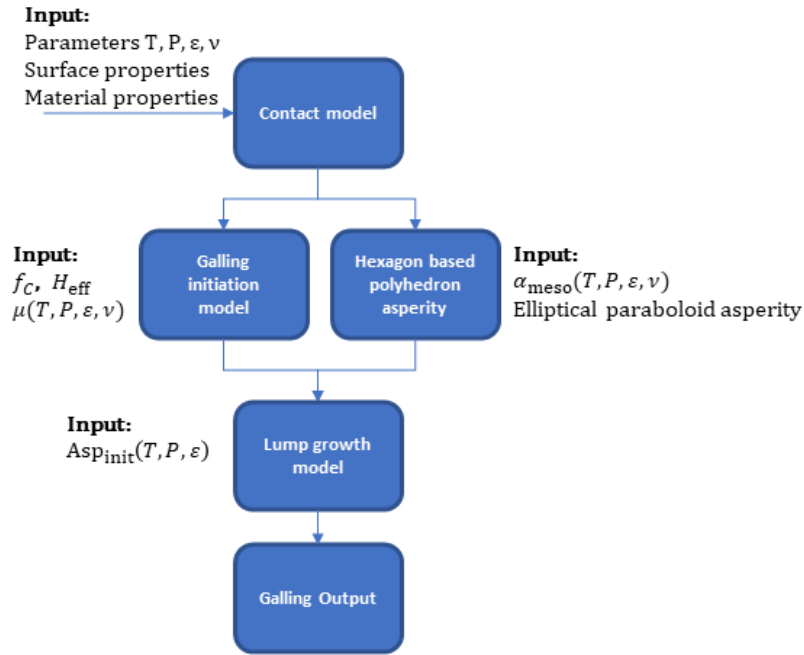 Input:
Parameters T, P, ε, ν
Surface properties
Material properties
Contact model
Input:
f_C, H_eff
μ(T, P, ε, ν)
Galling
initiation
model
Hexagon based
polyhedron
asperity
Input:
α_meso(T, P, ε, ν)
Elliptical paraboloid asperity
Input:
Asp_init(T, P, ε)
Lump growth
model
Galling Output